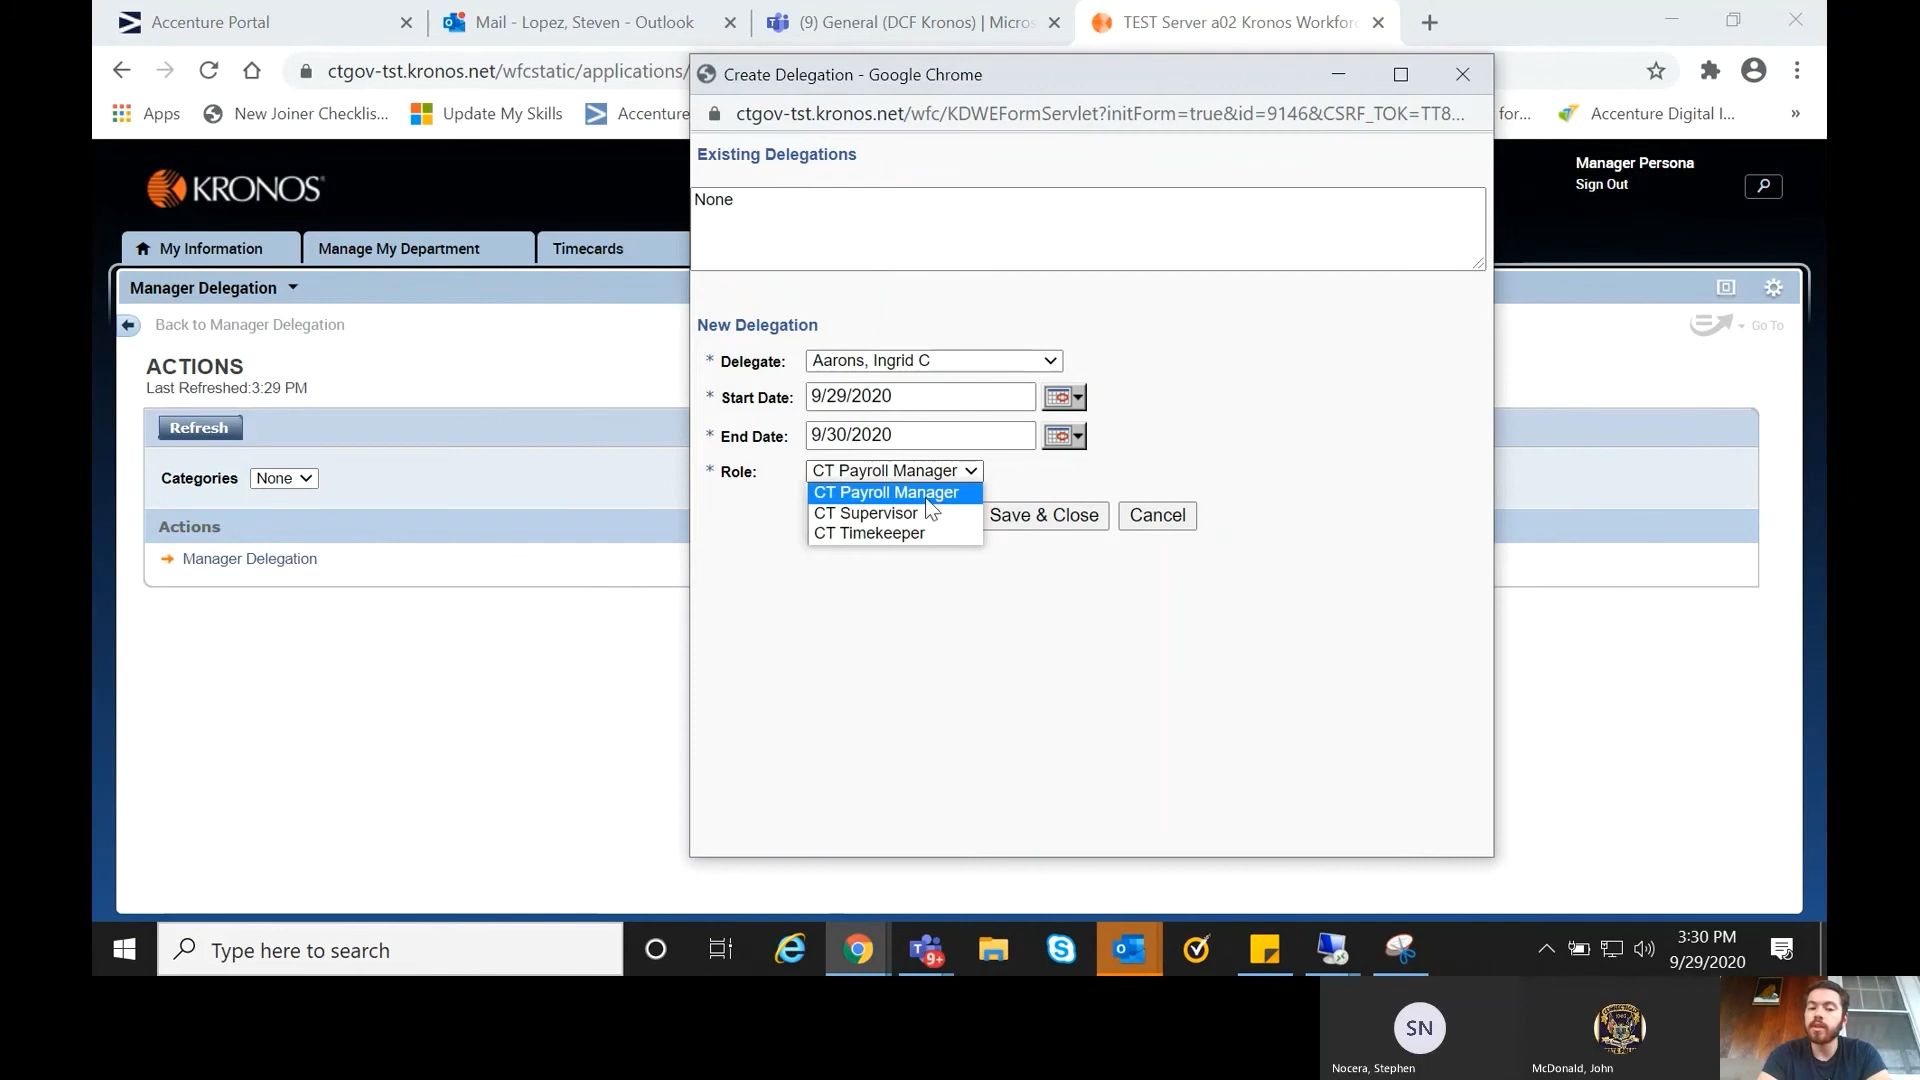 Accenture Portal
Mail - Lopez, Steven - Outlook
(9) General (DCF Kronos) | Micros
TEST Server a02 Kronos Workforc
ctgov-tst.kronos.net/wfcstatic/applications/
Create Delegation - Google Chrome
ctgov-tst.kronos.net/wfc/KDWEFormServlet?initForm=true&id=9146&CSRF_TOK=TT8...
Apps
New Joiner Checklis...
Update My Skills
Accenture
for...
Accenture Digital I...
»
KRONOS
Manager Persona
Sign Out
My Information
Manage My Department
Timecards
Manager Delegation
Back to Manager Delegation
Go To
ACTIONS
Last Refreshed:3:29 PM
Refresh
Categories
None
Actions
Manager Delegation
Existing Delegations
None
New Delegation
* Delegate: Aarons, Ingrid C
* Start Date: 9/29/2020
* End Date: 9/30/2020
* Role: CT Payroll Manager
CT Payroll Manager
CT Supervisor
CT Timekeeper
Save & Close
Cancel
Type here to search
9+
3:30 PM
9/29/2020
SN
Nocera, Stephen
McDonald, John